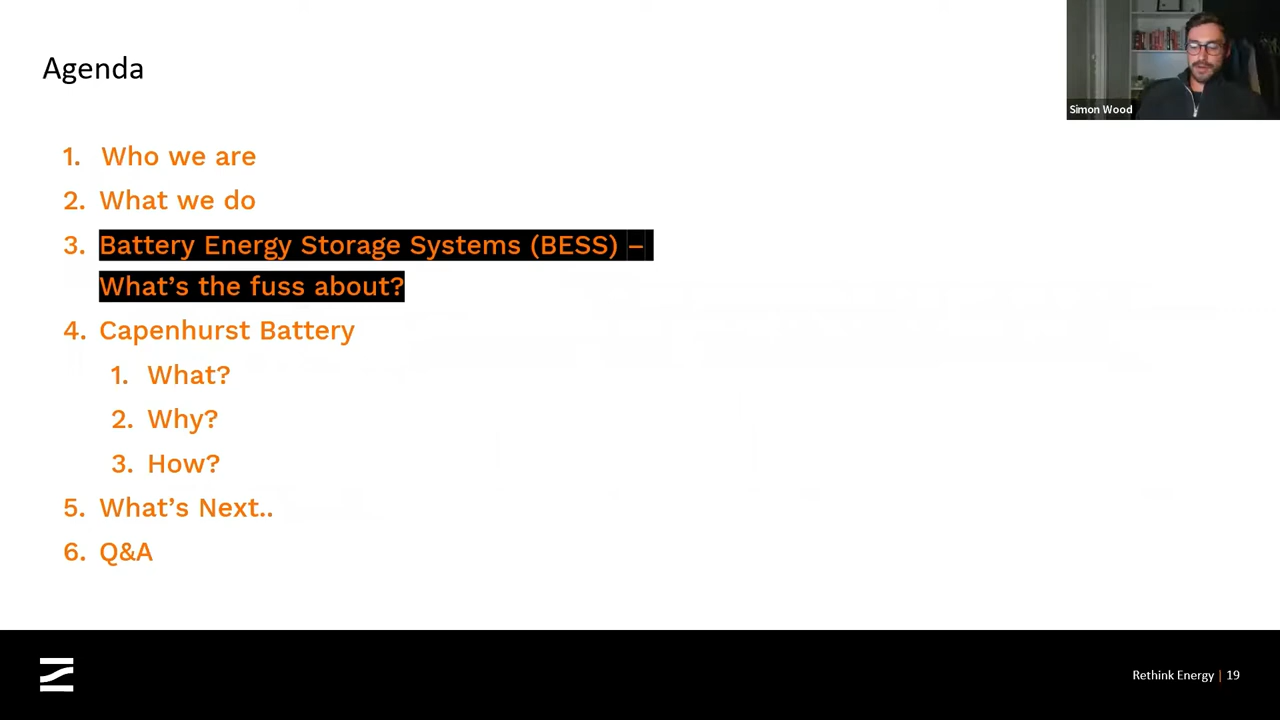 Agenda
Simon Wood
1. Who we are
2. What we do
3. Battery Energy Storage Systems (BESS) –
What’s the fuss about?
4. Capenhurst Battery
1. What?
2. Why?
3. How?
5. What’s Next..
6. Q&A
Rethink Energy | 19